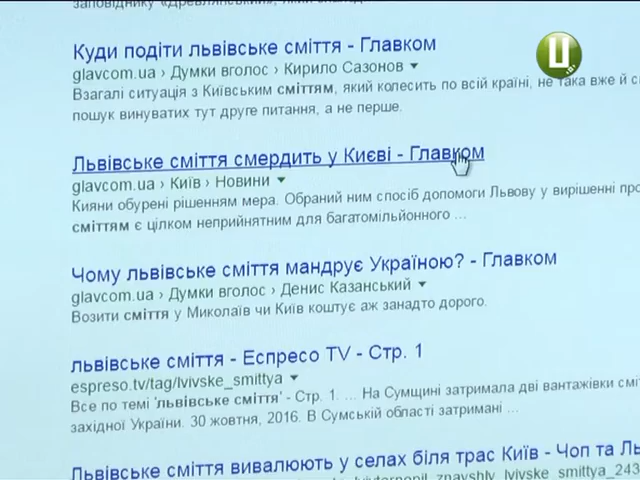 заповіднику «Древлянський»,
Куди подіти львівське сміття - Главком
glavcom.ua › Думки вголос › Кирило Сазонов
Взагалі ситуація з Київським сміттям, який колесить по всій країні, не така вже й
пошук винуватих тут друге питання, а не перше.
Львівське сміття смердить у Києві - Главком
glavcom.ua › Київ › Новини
Кияни обурені рішенням мера. Обраний ним спосіб допомоги Львову у вирішенні
сміттям є цілком неприйнятним для багатомільйонного ...
Чому львівське сміття мандрує Україною? - Главком
glavcom.ua › Думки вголос › Денис Казанський
Возити сміття у Миколаїв чи Київ коштує аж занадто дорого.
львівське сміття - Еспресо TV - Стр. 1
espreso.tv/tag/lvivske_smittya
Все по темі 'львівське сміття' - Стр. 1. ... На Сумщині затримала дві вантажівки
західної України. 30 жовтня, 2016. В Сумській області затримані ...
Львівське сміття вивалюють у селах біля трас Київ - Чоп та
znayshly_lvivske_smittya_243